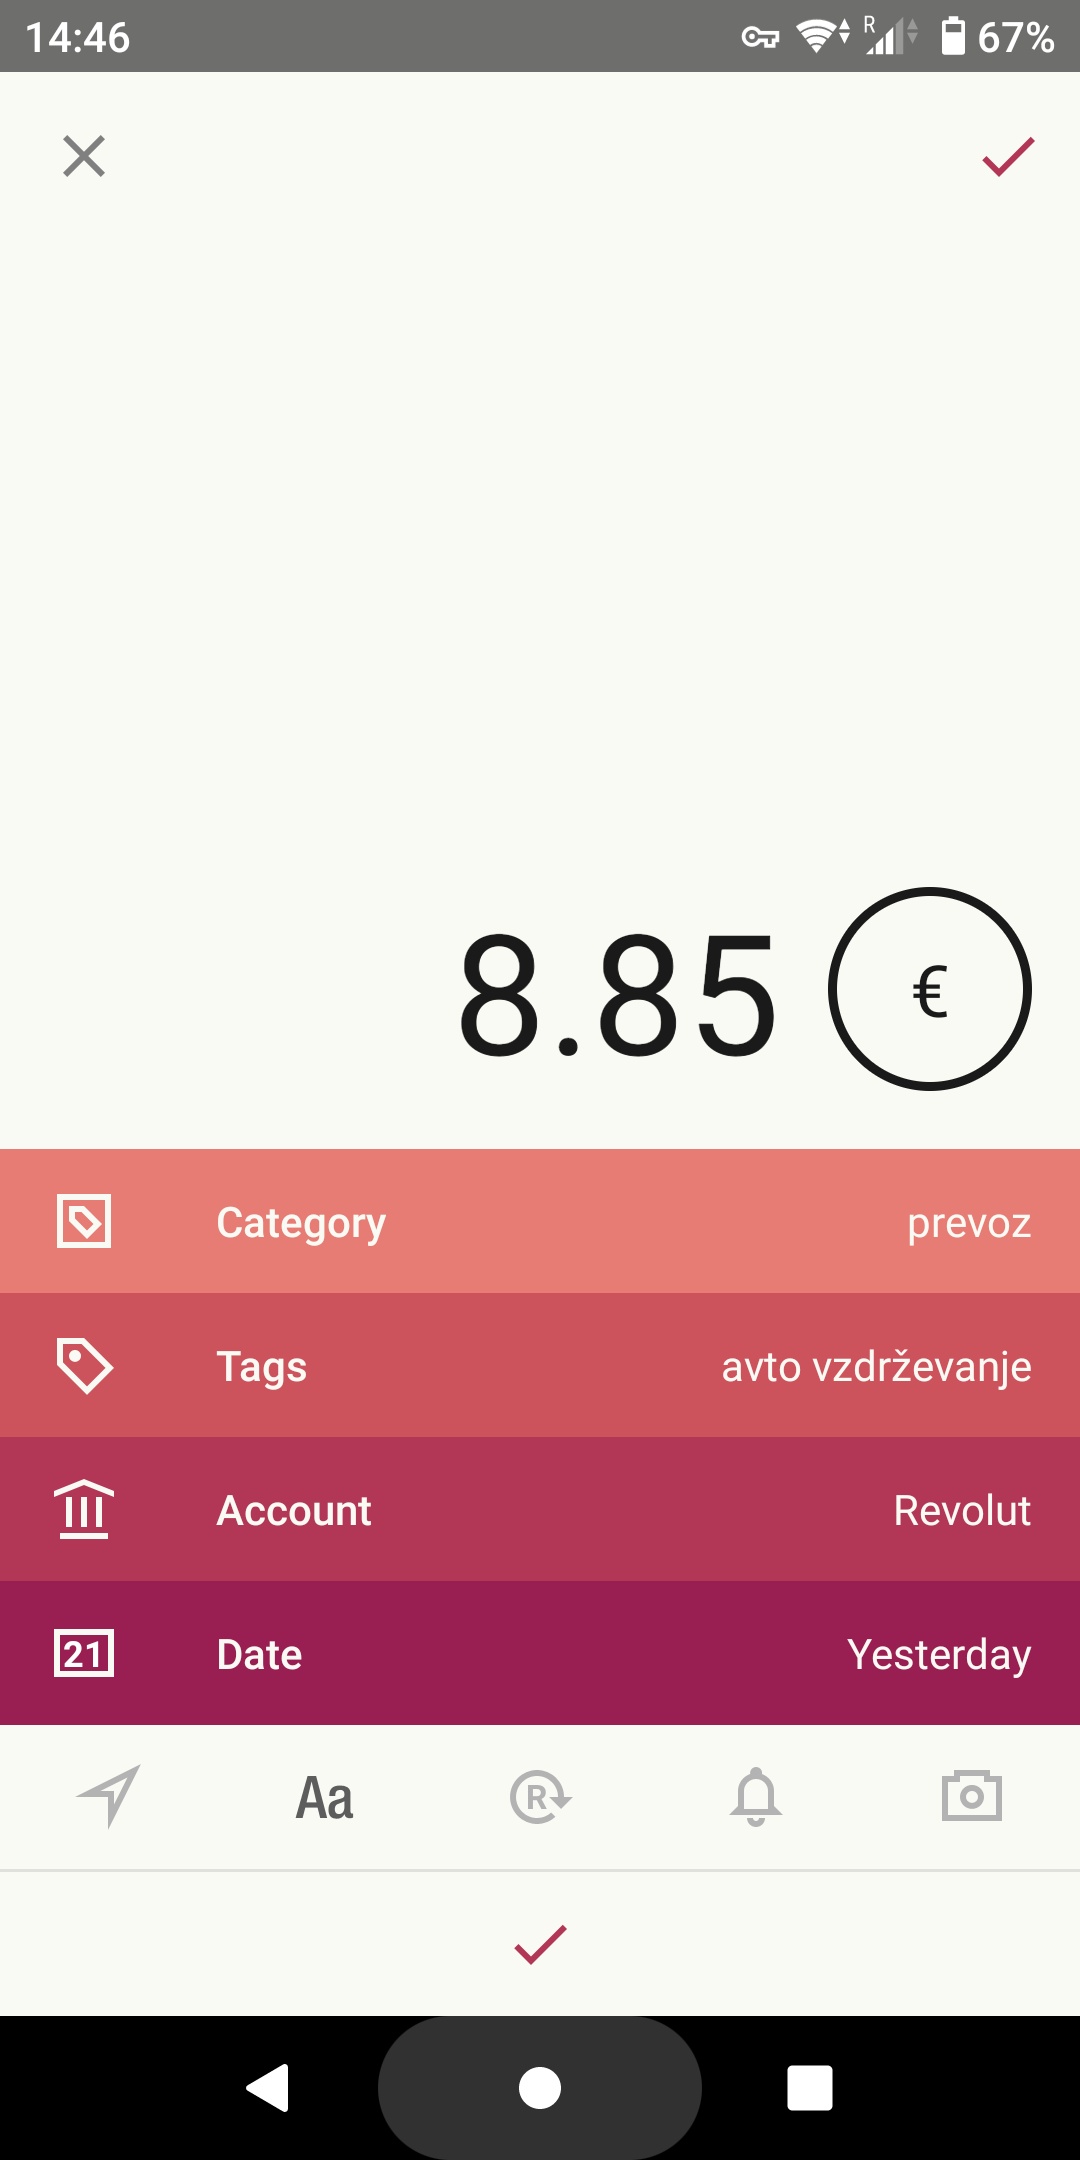 14:46 R 67%
8.85 €
Category prevoz
Tags avto vzdrževanje
Account Revolut
21 Date Yesterday
Aa R